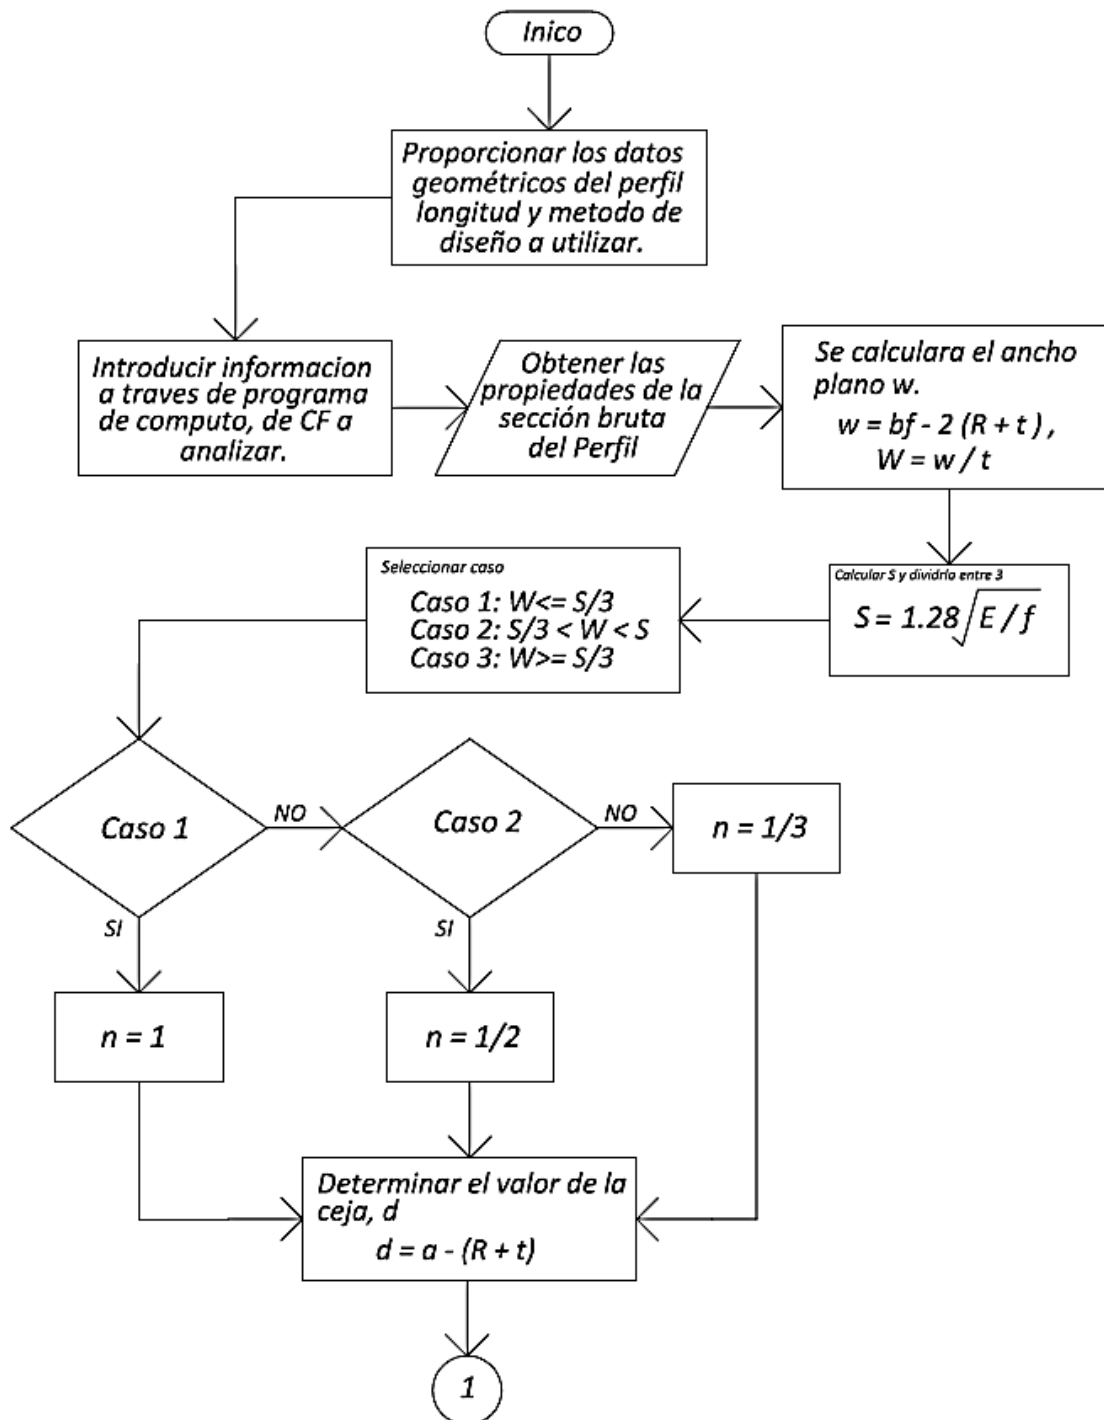 Inico
Proporcionar los datos
geométricos del perfil
longitud y metodo de
diseño a utilizar.
Introducir informacion
a traves de programa
de computo, de CF a
analizar.
Obtener las
propiedades de la
sección bruta
del Perfil
Se calculara el ancho
plano w.
w = bf - 2 (R + t ) ,
W = w / t
Calcular S y dividrlo entre 3
S = 1.28√E / f
Seleccionar caso
Caso 1: W<= S/3
Caso 2: S/3 < W < S
Caso 3: W>= S/3
Caso 1
NO
SI
Caso 2
NO
SI
n = 1/3
n = 1
n = 1/2
Determinar el valor de la
ceja, d
d = a - (R + t)
1